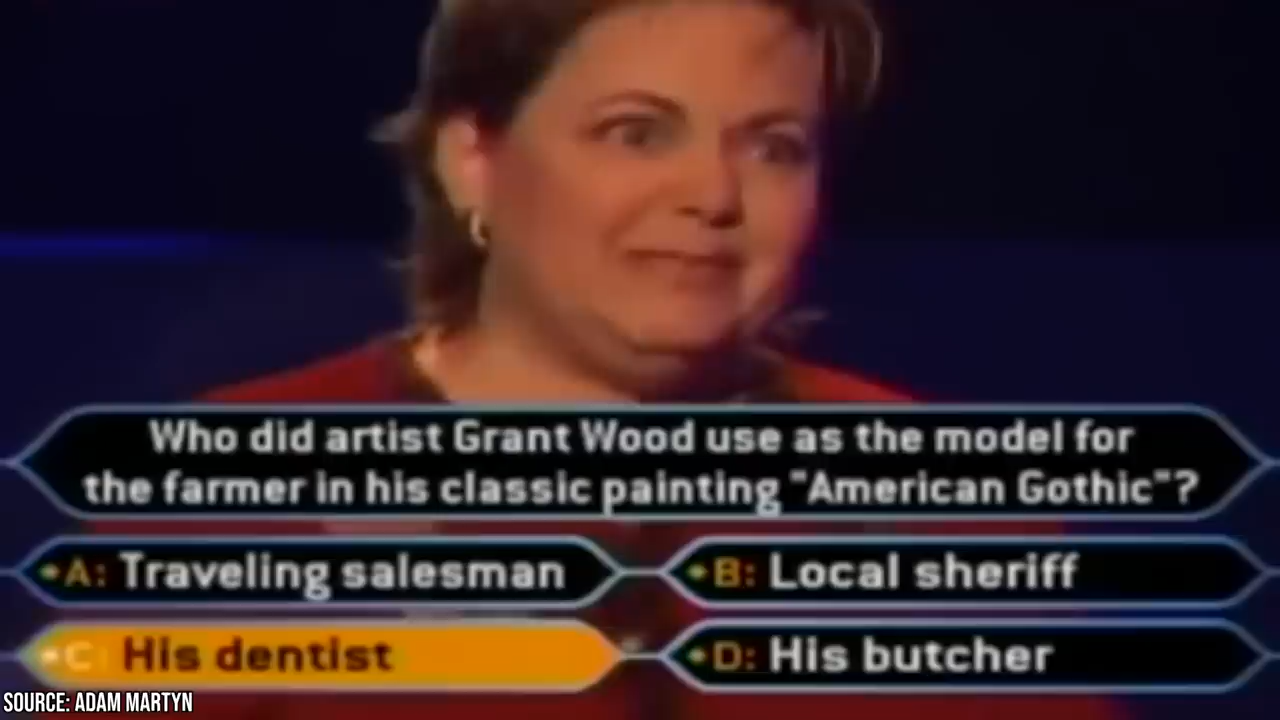 Who did artist Grant Wood use as the model for
the farmer in his classic painting "American Gothic"?
A: Traveling salesman
B: Local sheriff
C: His dentist
D: His butcher
SOURCE: ADAM MARTYN